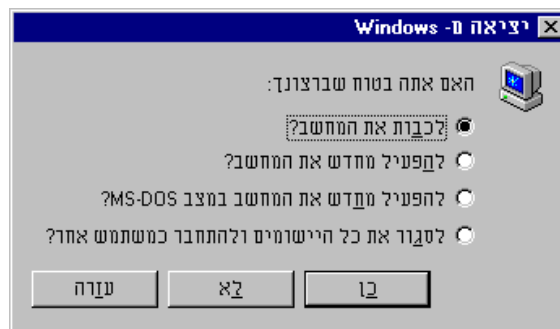 יציאה מ- Windows
האם אתה בטוח שברצונך:
לכבות את המחשב?
להפעיל מחדש את המחשב?
להפעיל מחדש את המחשב במצב MS-DOS?
לסגור את כל היישומים ולהתחבר כמשתמש אחר?
כן לא עזרה